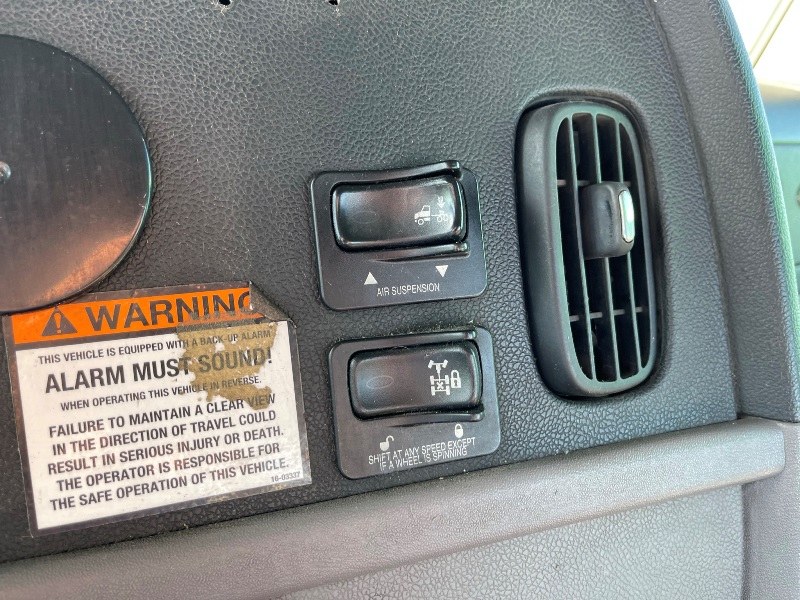 WARNING
THIS VEHICLE IS EQUIPPED WITH A BACK-UP ALARM
ALARM MUST SOUND!
WHEN OPERATING THIS VEHICLE IN REVERSE.
FAILURE TO MAINTAIN A CLEAR VIEW
IN THE DIRECTION OF TRAVEL COULD
RESULT IN SERIOUS INJURY OR DEATH.
THE OPERATOR IS RESPONSIBLE FOR
THE SAFE OPERATION OF THIS VEHICLE.
16-03337
AIR SUSPENSION
SHIFT AT ANY SPEED EXCEPT
IF A WHEEL IS SPINNING